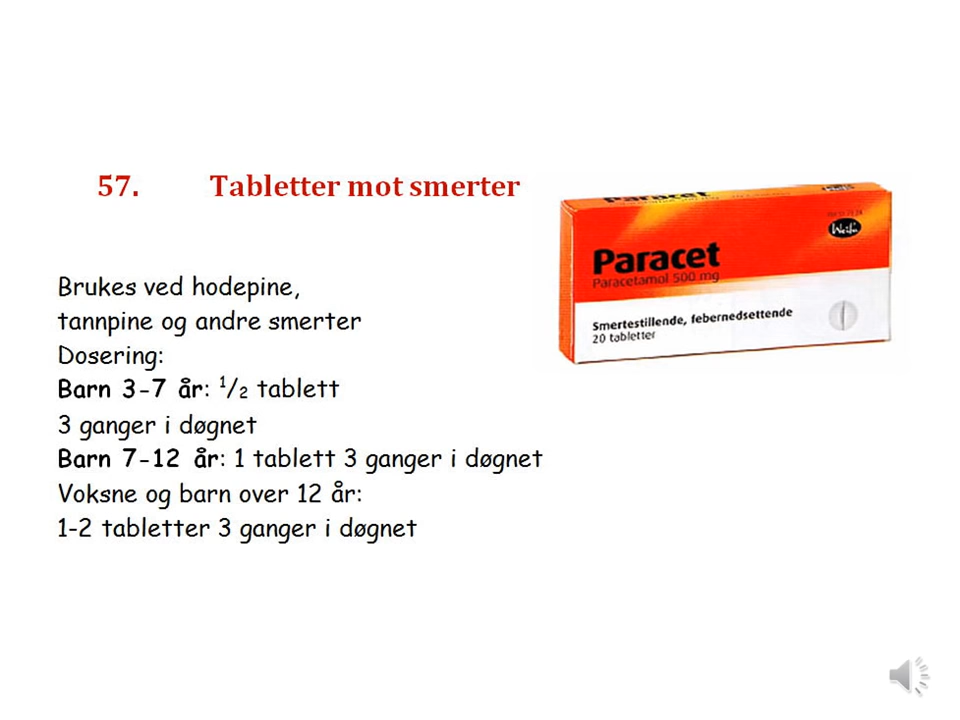 57. Tabletter mot smerter
Brukes ved hodepine,
tannpine og andre smerter
Dosering:
Barn 3-7 år: 1/2 tablett
3 ganger i døgnet
Barn 7-12 år: 1 tablett 3 ganger i døgnet
Voksne og barn over 12 år:
1-2 tabletter 3 ganger i døgnet
Weifa
Paracet
Paracetamol 500 mg
Smertestillende, febernedsettende
20 tabletter